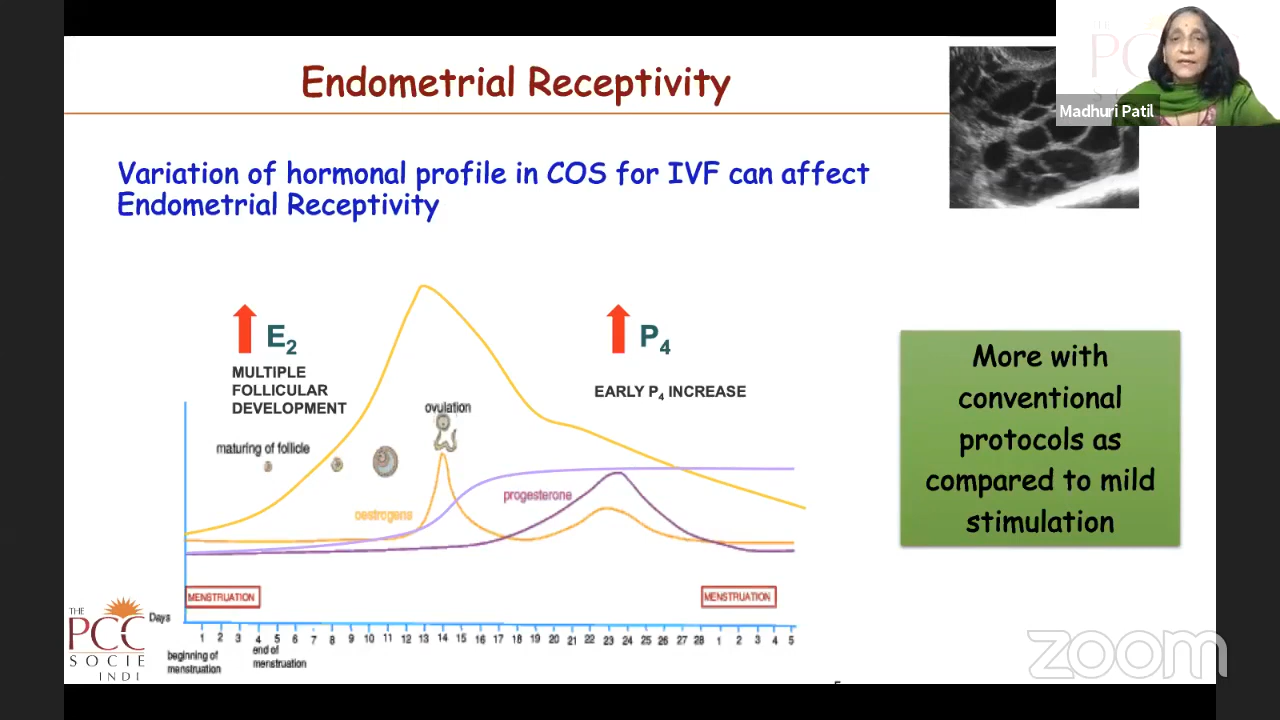 Endometrial Receptivity
Madhuri Patil
Variation of hormonal profile in COS for IVF can affect
Endometrial Receptivity
E2
MULTIPLE
FOLLICULAR
DEVELOPMENT
P4
EARLY P4 INCREASE
More with
conventional
protocols as
compared to mild
stimulation
ovulation
maturing of follicle
oestrogens
progesterone
MENSTRUATION
MENSTRUATION
Days
1 2 3 4 5 6 7 8 9 10 11 12 13 14 15 16 17 18 19 20 21 22 23 24 25 26 27 28 1 2 3 4 5
beginning of
menstruation
end of
menstruation
THE
PCC
SOCIE
INDI
zoom